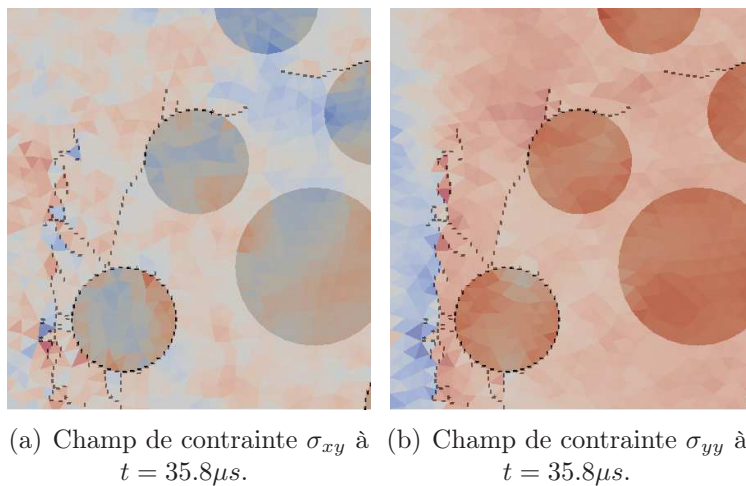 (a) Champ de contrainte σxy à
t = 35.8µs.
(b) Champ de contrainte σyy à
t = 35.8µs.